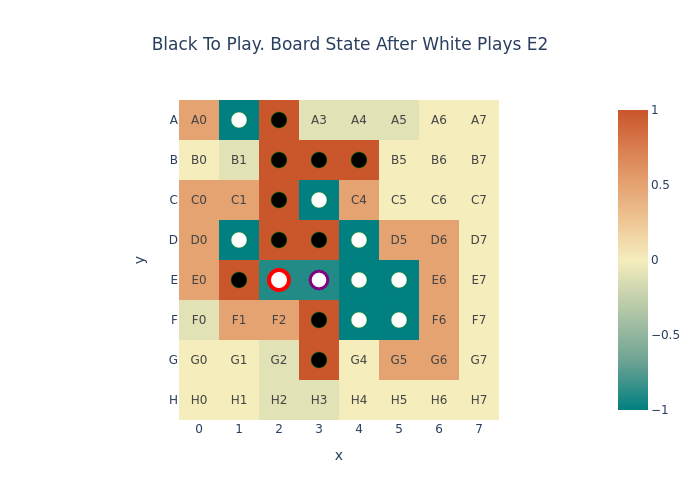 Black To Play. Board State After White Plays E2
A A0 A3 A4 A5 A6 A7
B B0 B1 B5 B6 B7
C C0 C1 C4 C5 C6 C7
D D0 D5 D6 D7
E E0 E6 E7
F F0 F1 F2 F6 F7
G G0 G1 G2 G4 G5 G6 G7
H H0 H1 H2 H3 H4 H5 H6 H7
0 1 2 3 4 5 6 7
x
y
1
0.5
0
−0.5
−1